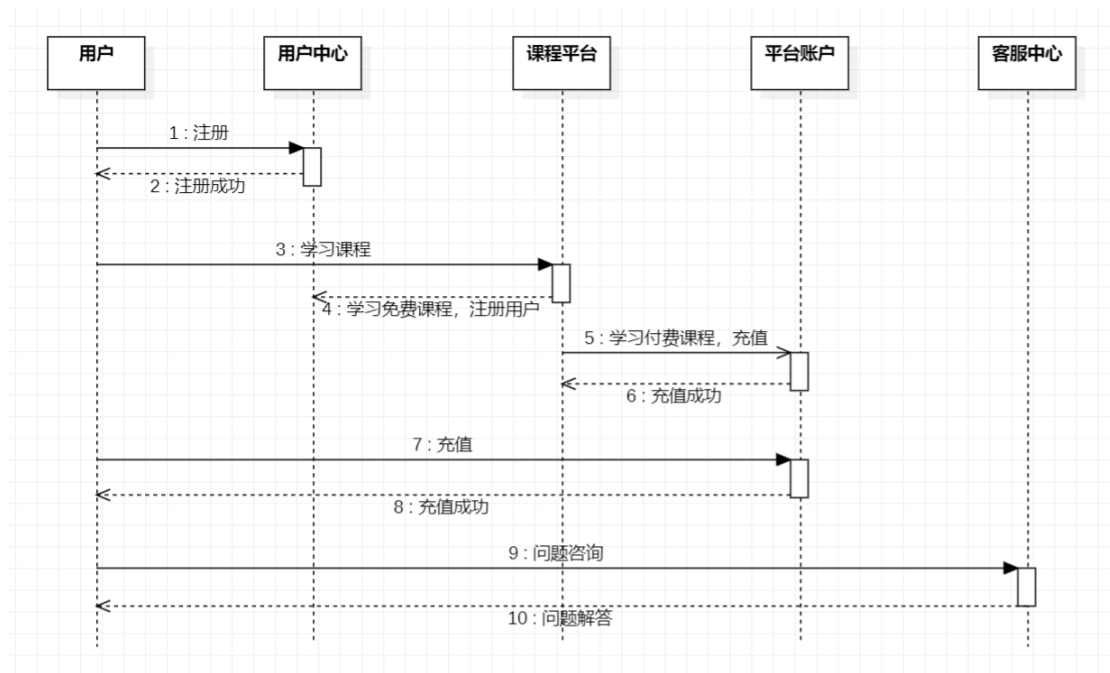 用户
用户中心
课程平台
平台账户
客服中心
1 : 注册
2 : 注册成功
3 : 学习课程
4 : 学习免费课程，注册用户
5 : 学习付费课程，充值
6 : 充值成功
7 : 充值
8 : 充值成功
9 : 问题咨询
10 : 问题解答